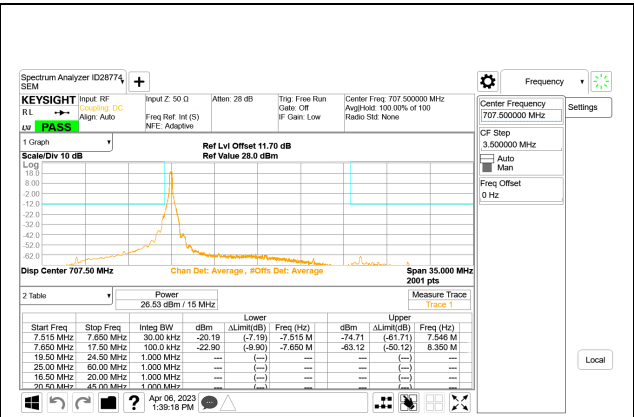 Spectrum Analyzer ID28774
SEM
Frequency
KEYSIGHT Input: RF Input Z: 50 Ω Atten: 28 dB Trig: Free Run Center Freq: 707.500000 MHz
Coupling: DC Gate: Off Avg|Hold: 100.00% of 100
RL Align: Auto Freq Ref: Int (S) IF Gain: Low Radio Std: None
NFE: Adaptive
LXI PASS
Center Frequency
707.500000 MHz
Settings
CF Step
3.500000 MHz
Auto
Man
Freq Offset
0 Hz
Local
1 Graph
Ref Lvl Offset 11.70 dB
Scale/Div 10 dB Ref Value 28.0 dBm
Log
18.0
8.00
-2.00
-12.0
-22.0
-32.0
-42.0
-52.0
-62.0
Disp Center 707.50 MHz Chan Det: Average, #Offs Det: Average Span 35.000 MHz
2001 pts
2 Table
Power
26.53 dBm / 15 MHz
Measure Trace
Trace 1
Lower Upper
Start Freq Stop Freq Integ BW dBm ΔLimit(dB) Freq (Hz) dBm ΔLimit(dB) Freq (Hz)
7.515 MHz 7.650 MHz 30.00 kHz -20.19 (-7.19) -7.515 M -74.71 (-61.71) 7.546 M
7.650 MHz 17.50 MHz 100.0 kHz -22.90 (-9.90) -7.650 M -63.12 (-50.12) 8.350 M
19.50 MHz 24.50 MHz 1.000 MHz --- (---) --- --- (---) ---
25.00 MHz 60.00 MHz 1.000 MHz --- (---) --- --- (---) ---
16.50 MHz 20.00 MHz 1.000 MHz --- (---) --- --- (---) ---
20.50 MHz 45.00 MHz 1.000 MHz --- (---) --- --- (---) ---
Apr 06, 2023
1:39:18 PM